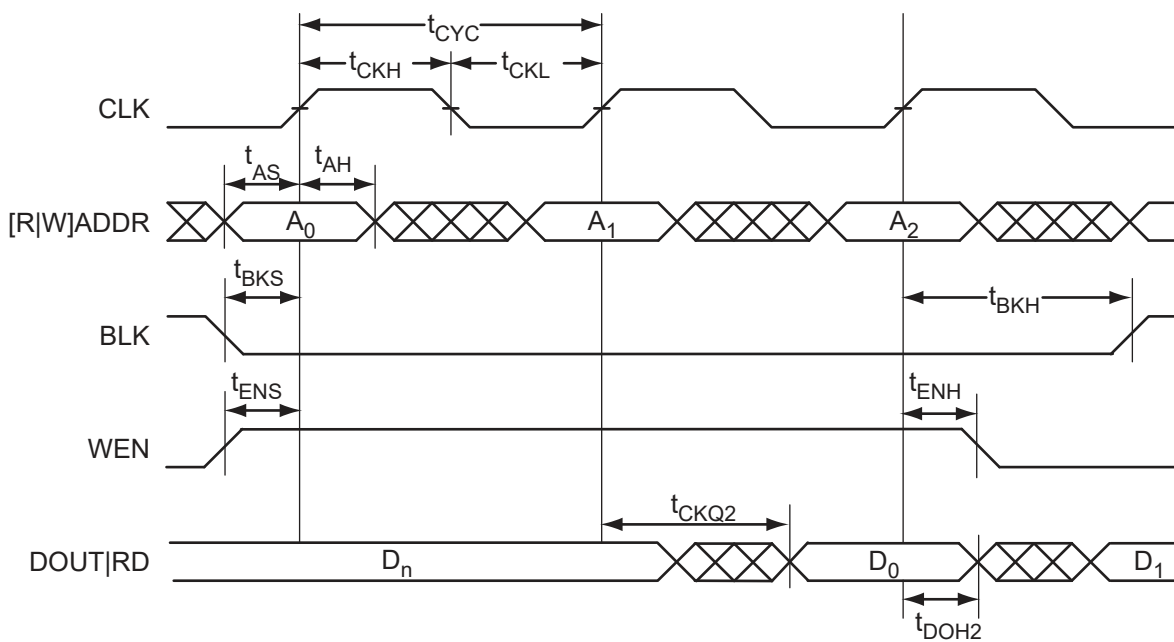 tCYC
tCKH tCKL
CLK
tAS tAH
[R|W]ADDR A0 A1 A2
tBKS tBKH
BLK
tENS tENH
WEN
tCKQ2
DOUT|RD Dn D0 D1
tDOH2